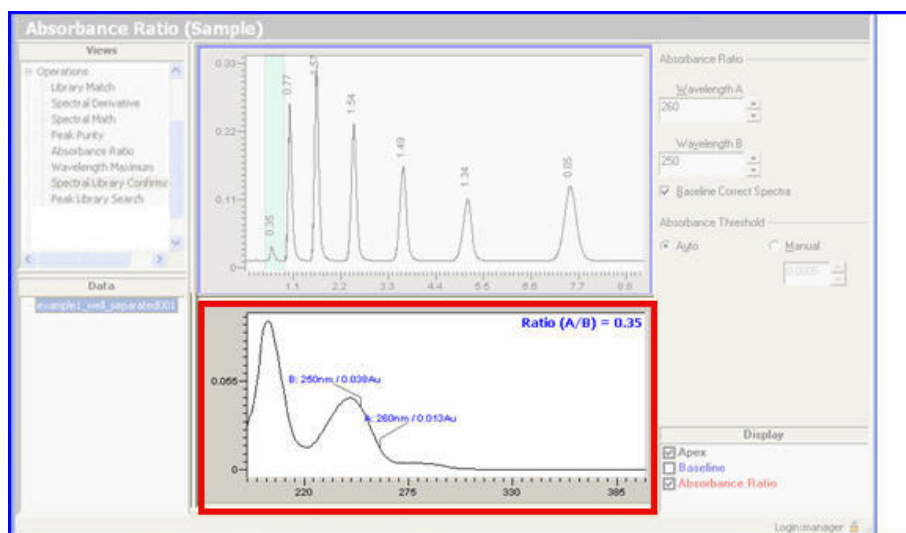 Absorbance Ratio (Sample)
Views
Operations
Library Match
Spectral Derivative
Spectral Math
Peak Purity
Absorbance Ratio
Wavelength Maximum
Spectral Library Confirma
Peak Library Search
Data
example1_well_separated001
0.33
0.22
0.11
0
0.35
0.77
1.57
1.54
1.49
1.34
0.05
1.1
2.2
3.3
4.4
5.5
6.6
7.7
8.8
Ratio (A/B) = 0.35
0.055
0
B: 250nm / 0.038Au
A: 260nm / 0.013Au
220
275
330
385
Absorbance Ratio
Wavelength A
260
Wavelength B
250
Baseline Correct Spectra
Absorbance Threshold
Auto
Manual
0.0005
Display
Apex
Baseline
Absorbance Ratio
Login:manager